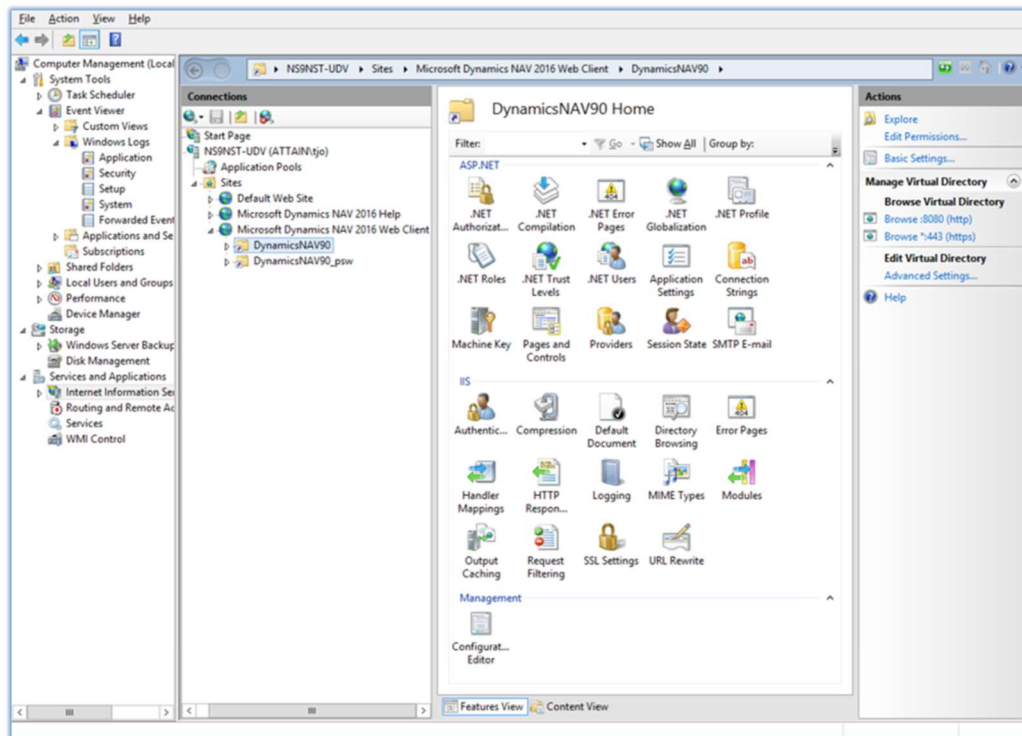 File Action View Help
Computer Management (Local
System Tools
Task Scheduler
Event Viewer
Custom Views
Windows Logs
Application
Security
Setup
System
Forwarded Event
Applications and Se
Subscriptions
Shared Folders
Local Users and Groups
Performance
Device Manager
Storage
Windows Server Backup
Disk Management
Services and Applications
Internet Information Ser
Routing and Remote Ac
Services
WMI Control
NS9NST-UDV Sites Microsoft Dynamics NAV 2016 Web Client DynamicsNAV90
Connections
Start Page
NS9NST-UDV (ATTAIN\tjo)
Application Pools
Sites
Default Web Site
Microsoft Dynamics NAV 2016 Help
Microsoft Dynamics NAV 2016 Web Client
DynamicsNAV90
DynamicsNAV90_psw
DynamicsNAV90 Home
Filter: Go Show All Group by:
ASP.NET
.NET Authorizat... .NET Compilation .NET Error Pages .NET Globalization .NET Profile
.NET Roles .NET Trust Levels .NET Users Application Settings Connection Strings
Machine Key Pages and Controls Providers Session State SMTP E-mail
IIS
Authentic... Compression Default Document Directory Browsing Error Pages
Handler Mappings HTTP Respon... Logging MIME Types Modules
Output Caching Request Filtering SSL Settings URL Rewrite
Management
Configurat... Editor
Features View Content View
Actions
Explore
Edit Permissions...
Basic Settings...
Manage Virtual Directory
Browse Virtual Directory
Browse :8080 (http)
Browse *:443 (https)
Edit Virtual Directory
Advanced Settings...
Help